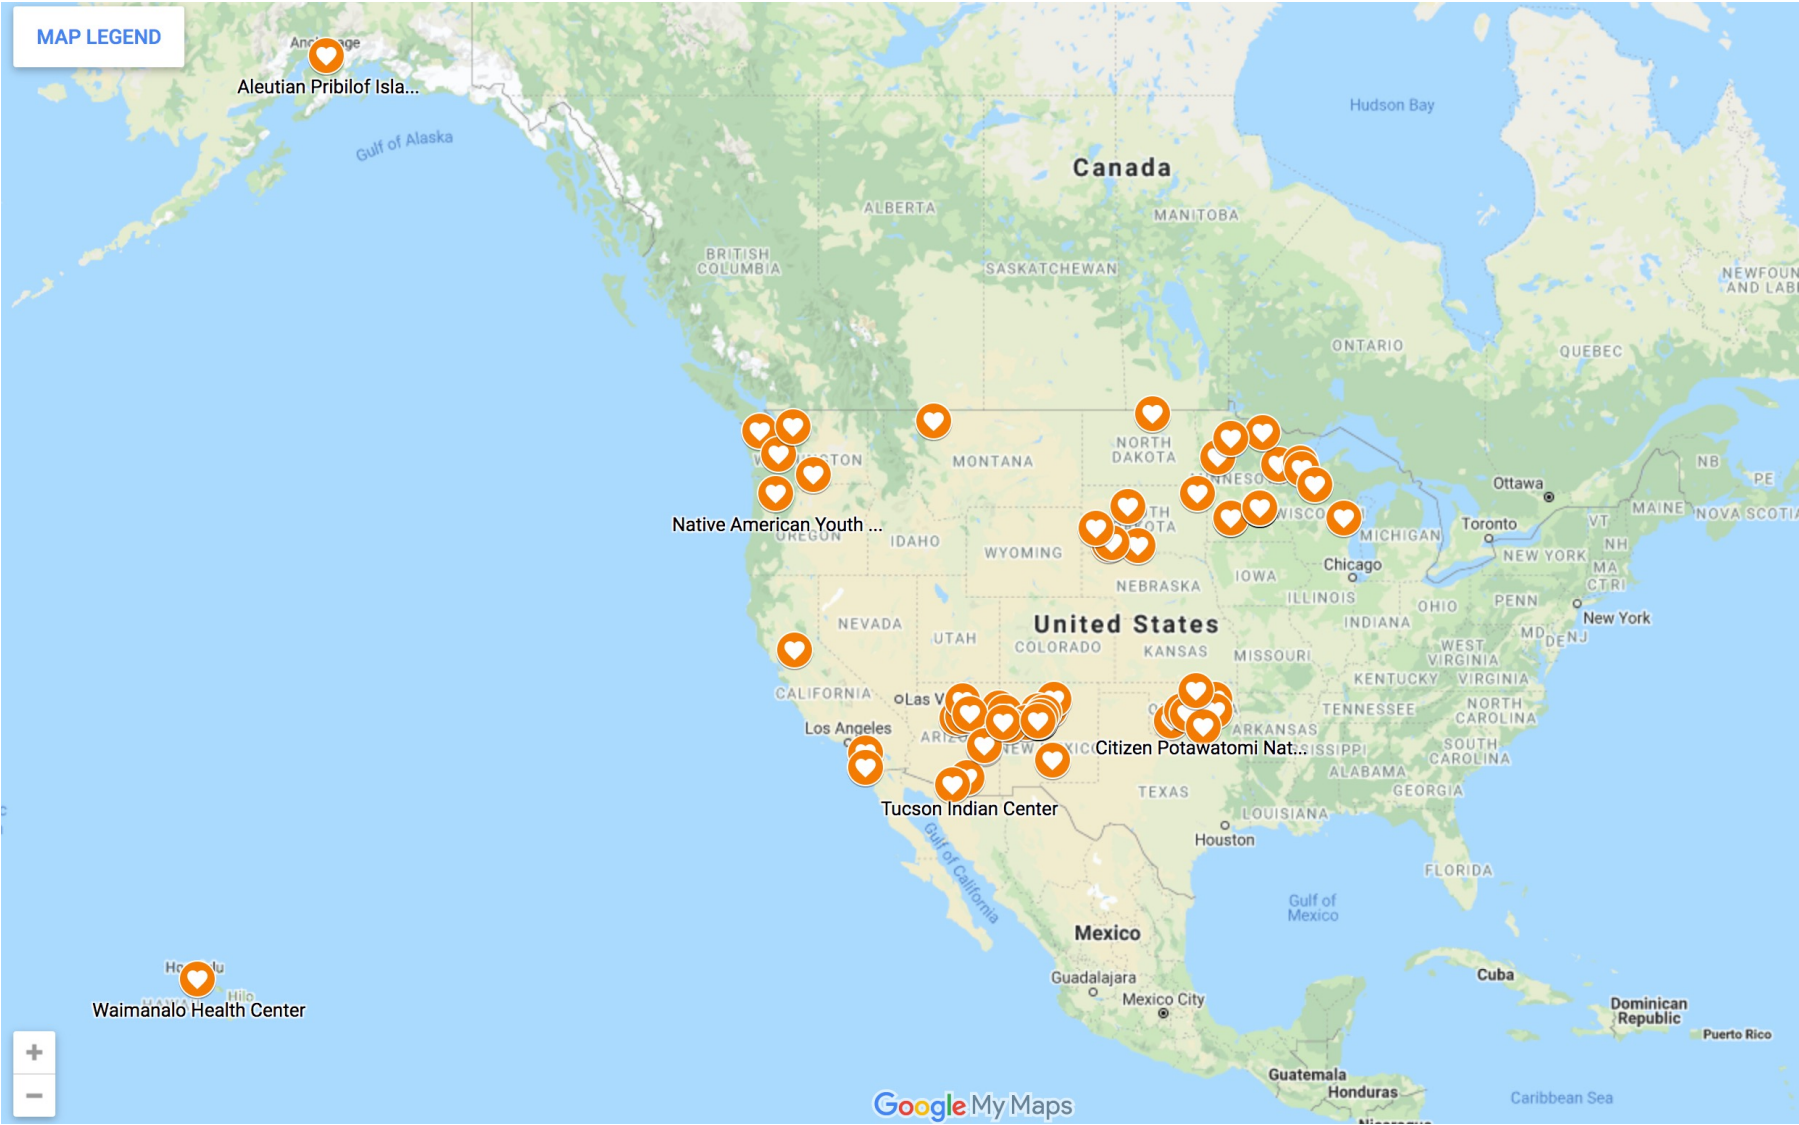 MAP LEGEND
Aleutian Pribilof Isla...
Gulf of Alaska
Hudson Bay
Canada
ALBERTA
MANITOBA
BRITISH
COLUMBIA
SASKATCHEWAN
ONTARIO
QUEBEC
NORTH
DAKOTA
MONTANA
Ottawa
NB
PE
MAINE
NOVA SCOTIA
Toronto
VT
NH
Native American Youth ...
OREGON
IDAHO
WYOMING
MICHIGAN
NEW YORK
MA
CT RI
Chicago
NEBRASKA
IOWA
ILLINOIS
OHIO
PENN
New York
NEVADA
UTAH
United States
COLORADO
KANSAS
MISSOURI
INDIANA
MD
DE
NJ
WEST
VIRGINIA
KENTUCKY
VIRGINIA
CALIFORNIA
Los Angeles
TENNESSEE
NORTH
CAROLINA
ARKANSAS
Citizen Potawatomi Nat...
SOUTH
CAROLINA
ALABAMA
GEORGIA
TEXAS
Tucson Indian Center
LOUISIANA
Houston
Gulf of California
FLORIDA
Gulf of
Mexico
Mexico
Guadalajara
Mexico City
Cuba
Dominican
Republic
Puerto Rico
Hilo
Waimanalo Health Center
Guatemala
Honduras
Caribbean Sea
Google My Maps